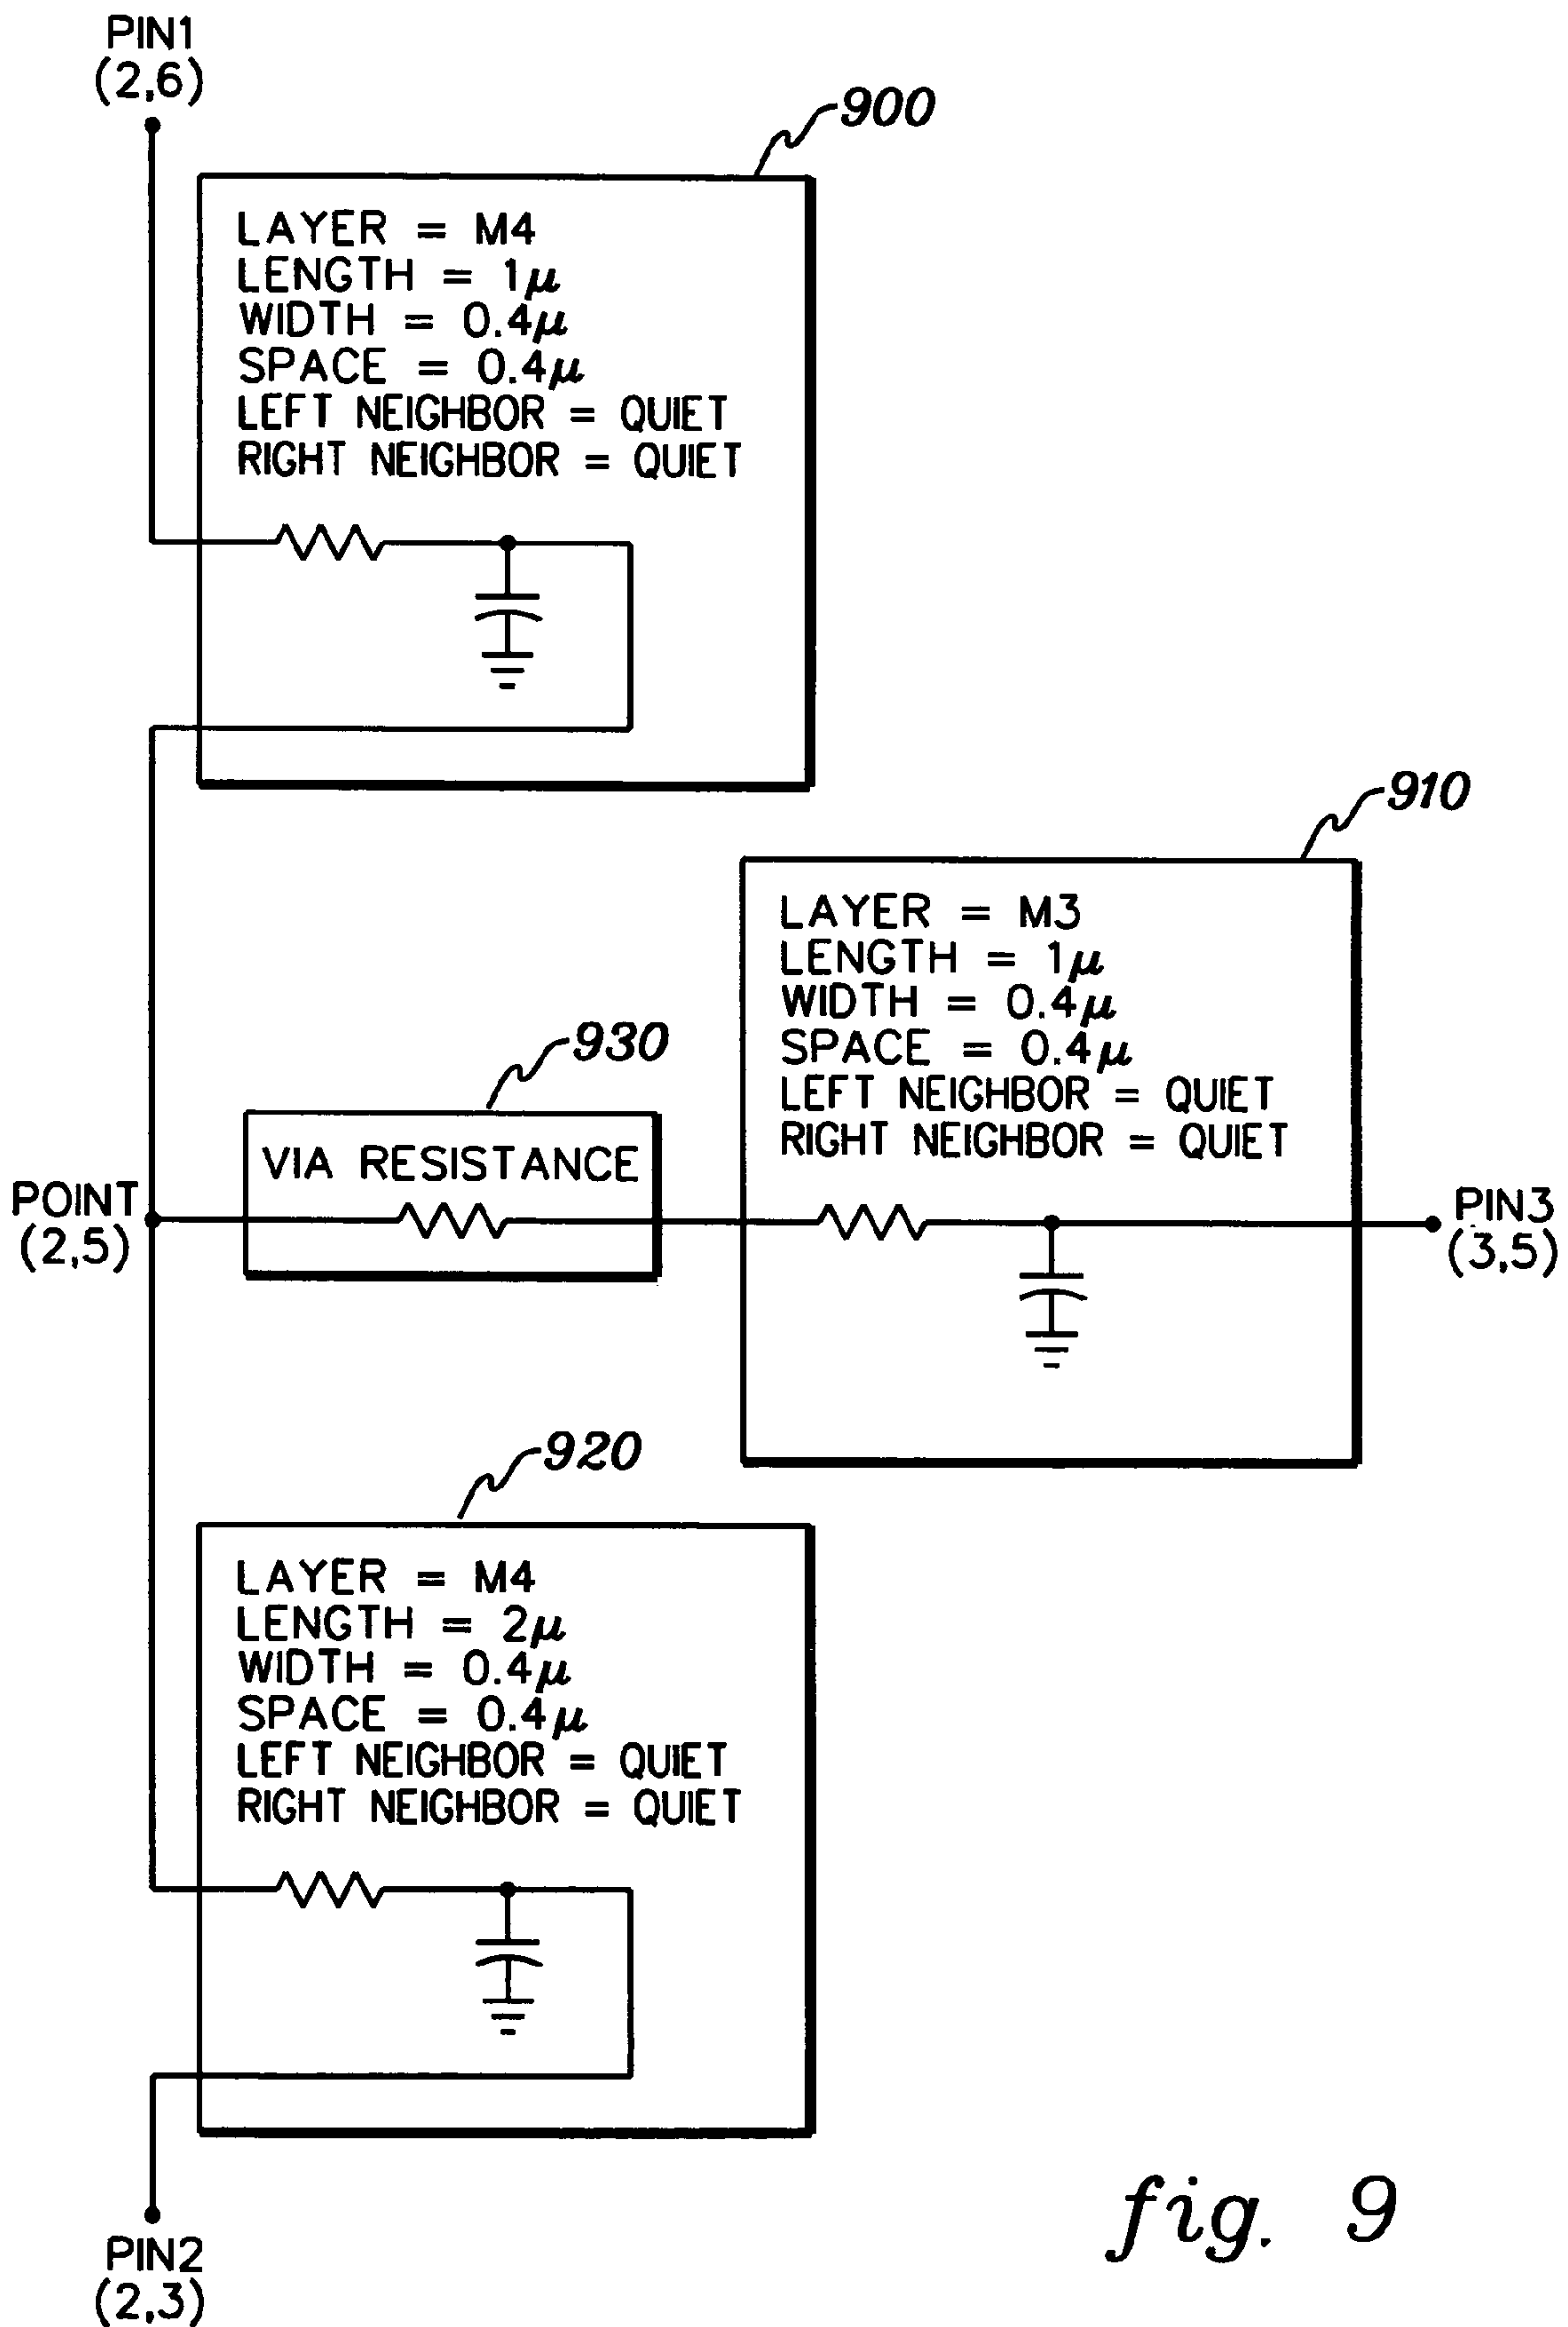 PIN1
(2,6)
900
LAYER = M4
LENGTH = 1μ
WIDTH = 0.4μ
SPACE = 0.4μ
LEFT NEIGHBOR = QUIET
RIGHT NEIGHBOR = QUIET
910
LAYER = M3
LENGTH = 1μ
WIDTH = 0.4μ
SPACE = 0.4μ
LEFT NEIGHBOR = QUIET
RIGHT NEIGHBOR = QUIET
930
VIA RESISTANCE
POINT
(2,5)
PIN3
(3,5)
920
LAYER = M4
LENGTH = 2μ
WIDTH = 0.4μ
SPACE = 0.4μ
LEFT NEIGHBOR = QUIET
RIGHT NEIGHBOR = QUIET
PIN2
(2,3)
fig. 9